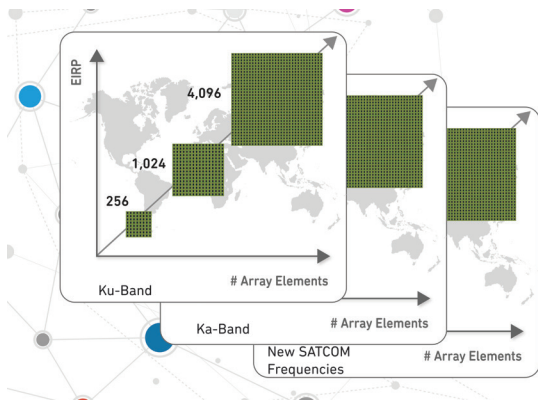 EIRP
4,096
1,024
256
# Array Elements
Ku-Band
# Array Elements
Ka-Band
# Array Elements
New SATCOM
Frequencies